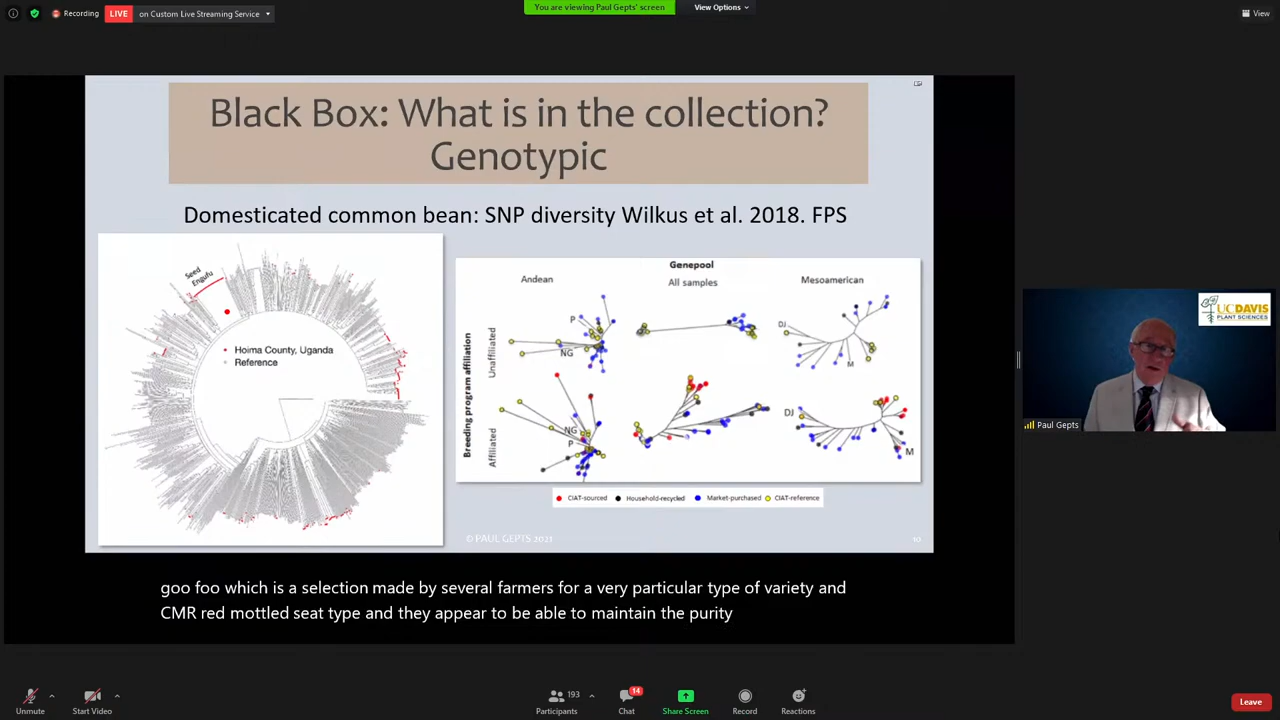 Recording
LIVE
on Custom Live Streaming Service
You are viewing Paul Gepts' screen
View Options
View
Black Box: What is in the collection?
Genotypic
Domesticated common bean: SNP diversity Wilkus et al. 2018. FPS
Seed
Engufu
Hoima County, Uganda
Reference
Genepool
Andean
All samples
Mesoamerican
Breeding program affiliation
Unaffiliated
Affiliated
P
NG
DJ
M
NG
P
DJ
M
CIAT-sourced
Household-recycled
Market-purchased
CIAT-reference
© PAUL GEPTS 2021
10
UCDAVIS
PLANT SCIENCES
Paul Gepts
goo foo which is a selection made by several farmers for a very particular type of variety and
CMR red mottled seat type and they appear to be able to maintain the purity
Unmute
Start Video
193
Participants
14
Chat
Share Screen
Record
Reactions
Leave